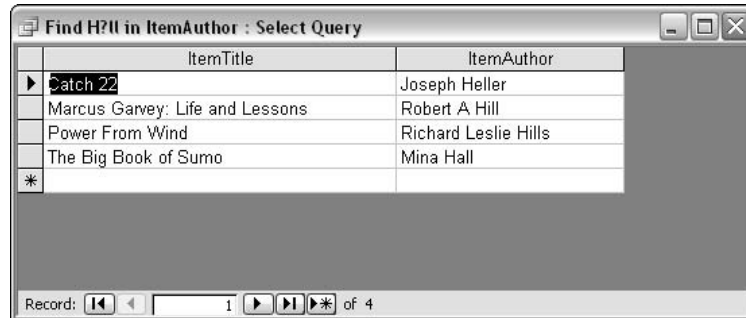 Find H?ll in ItemAuthor : Select Query
ItemTitle ItemAuthor
Catch 22 Joseph Heller
Marcus Garvey: Life and Lessons Robert A Hill
Power From Wind Richard Leslie Hills
The Big Book of Sumo Mina Hall
Record: 1 of 4